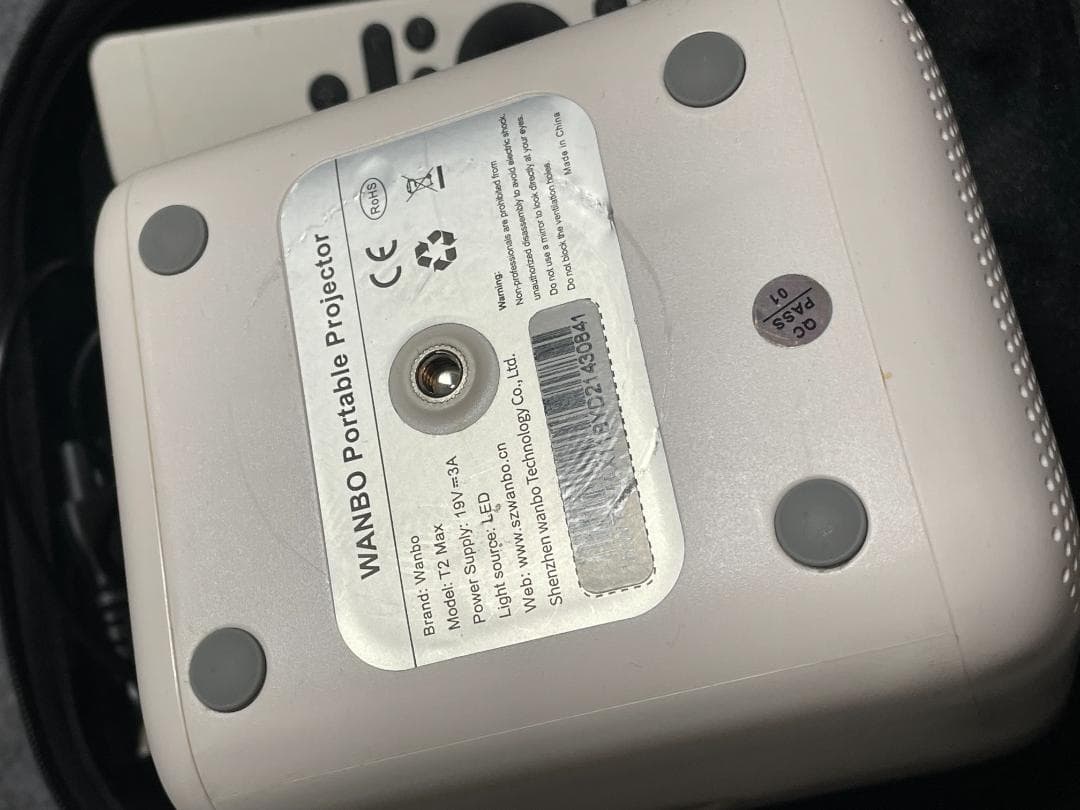 WANBO Portable Projector
Brand: Wanbo
Model: T2 Max
Power Supply: 19V⎓3A
Light source: LED
Web: www.szwanbo.cn
Shenzhen wanbo Technology Co., Ltd.
CE
RoHS
Warning:
Non-professionals are prohibited from
unauthorized disassembly to avoid electric shock.
Do not use a mirror to look directly at your eyes.
Do not block the ventilation holes.
Made in China
QC
PASS
01